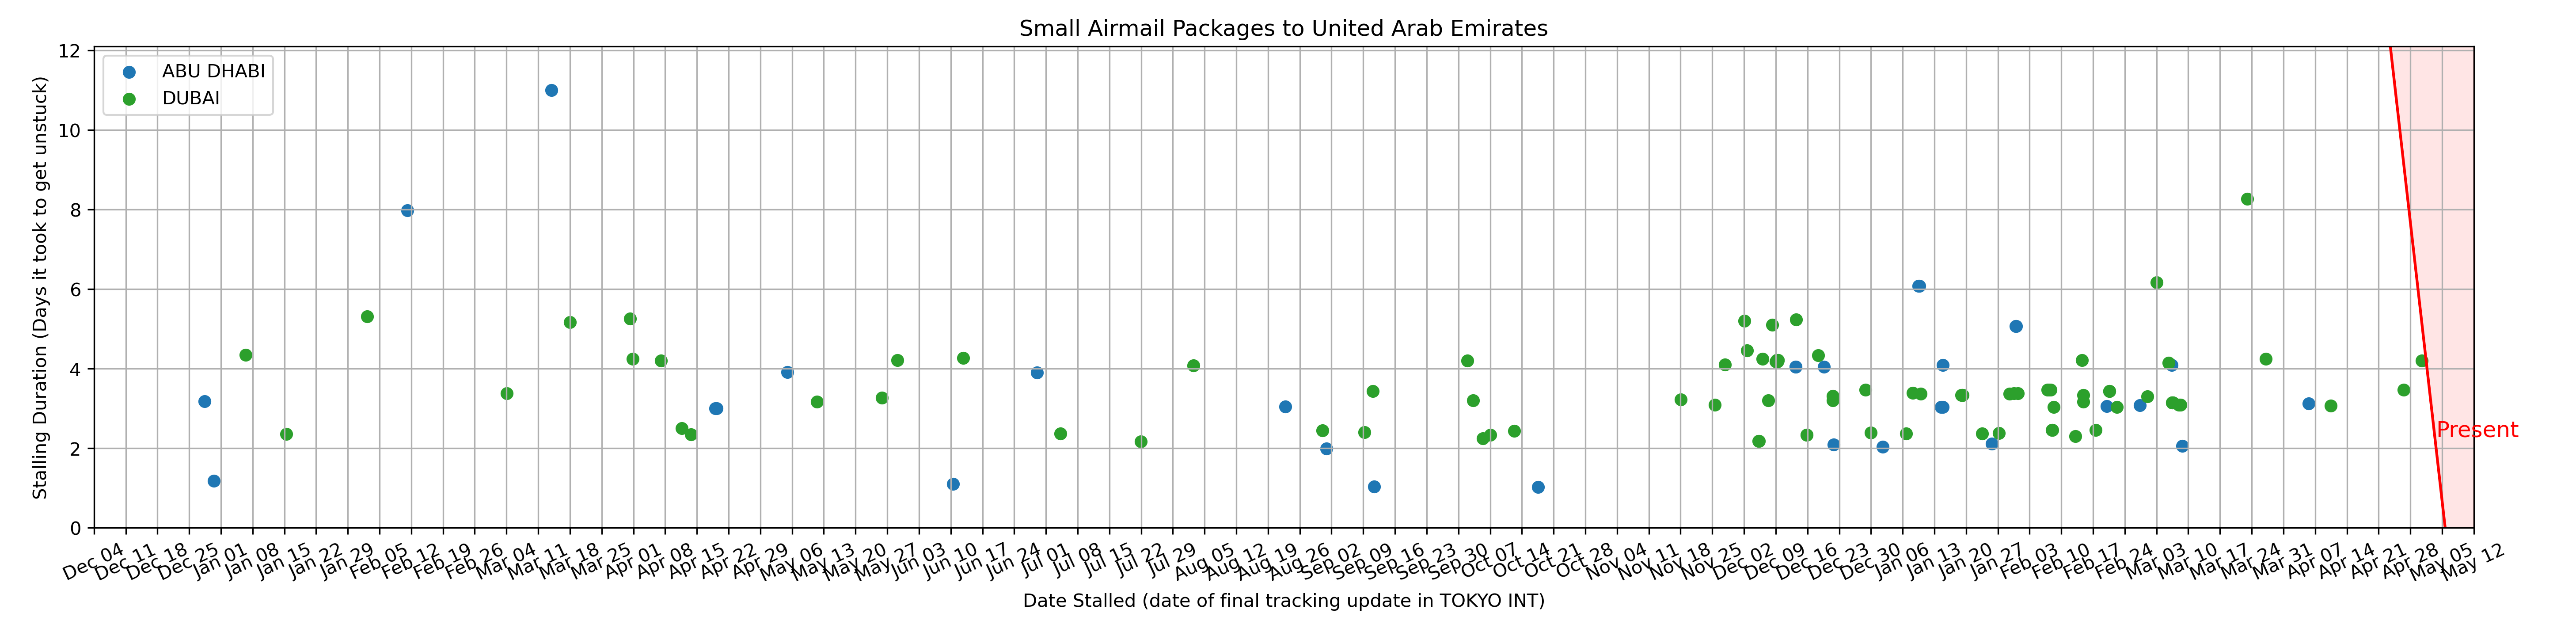 Small Airmail Packages to United Arab Emirates
Stalling Duration (Days it took to get unstuck)
12
10
8
6
4
2
0
ABU DHABI
DUBAI
Present
Dec 04
Dec 11
Dec 18
Dec 25
Jan 01
Jan 08
Jan 15
Jan 22
Jan 29
Feb 05
Feb 12
Feb 19
Feb 26
Mar 04
Mar 11
Mar 18
Mar 25
Apr 01
Apr 08
Apr 15
Apr 22
Apr 29
May 06
May 13
May 20
May 27
Jun 03
Jun 10
Jun 17
Jun 24
Jul 01
Jul 08
Jul 15
Jul 22
Jul 29
Aug 05
Aug 12
Aug 19
Aug 26
Sep 02
Sep 09
Sep 16
Sep 23
Sep 30
Oct 07
Oct 14
Oct 21
Oct 28
Nov 04
Nov 11
Nov 18
Nov 25
Dec 02
Dec 09
Dec 16
Dec 23
Dec 30
Jan 06
Jan 13
Jan 20
Jan 27
Feb 03
Feb 10
Feb 17
Feb 24
Mar 03
Mar 10
Mar 17
Mar 24
Mar 31
Apr 07
Apr 14
Apr 21
Apr 28
May 05
May 12
Date Stalled (date of final tracking update in TOKYO INT)